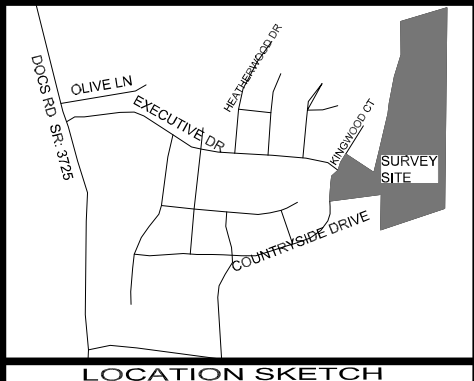 OLIVE LN
DOCS RD SR: 3725
EXECUTIVE DR
HEATHERWOOD DR
KINGWOOD CT
SURVEY
SITE
COUNTRYSIDE DRIVE
LOCATION SKETCH